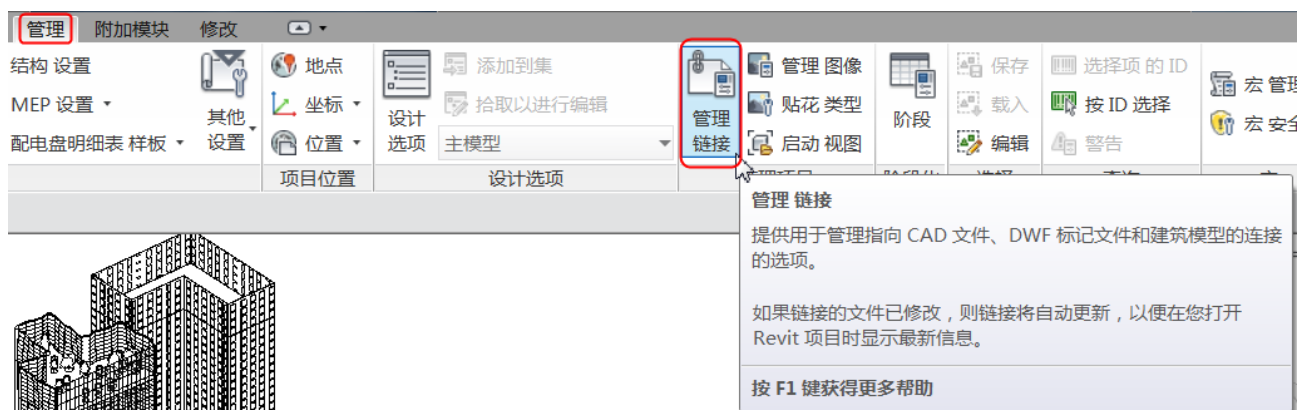 管理 附加模块 修改
结构 设置 地点 添加到集 管理 图像 保存 选择项 的 ID
MEP 设置 坐标 拾取以进行编辑 贴花 类型 载入 按 ID 选择 宏 管理
配电盘明细表 样板 位置 主模型 启动 视图 编辑 警告 宏 安全
其他
设置
设计
选项
管理
链接
阶段
项目位置 设计选项
管理 链接
提供用于管理指向 CAD 文件、DWF 标记文件和建筑模型的连接
的选项。
如果链接的文件已修改，则链接将自动更新，以便在您打开
Revit 项目时显示最新信息。
按 F1 键获得更多帮助